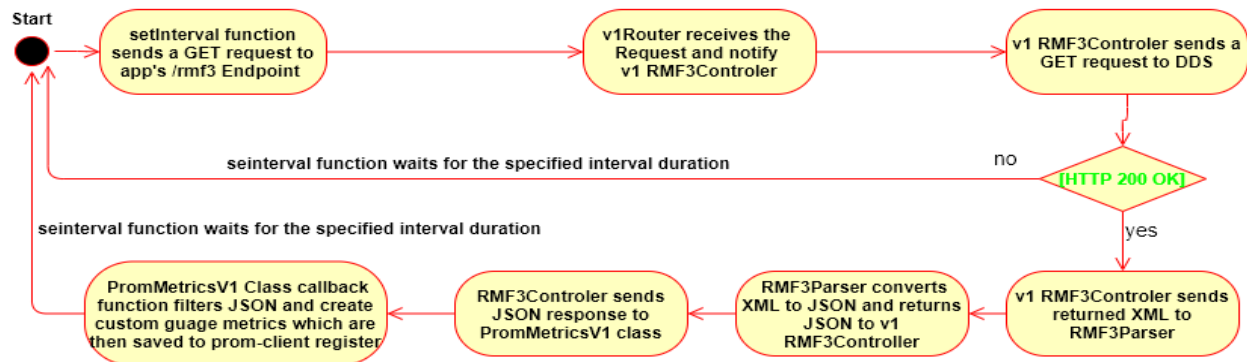 Start
setInterval function
sends a GET request to
app's /rmf3 Endpoint
v1Router receives the
Request and notify
v1 RMF3Controler
v1 RMF3Controler sends a
GET request to DDS
seinterval function waits for the specified interval duration
no
[HTTP 200 OK]
seinterval function waits for the specified interval duration
yes
PromMetricsV1 Class callback
function filters JSON and create
custom guage metrics which are
then saved to prom-client register
RMF3Controler sends
JSON response to
PromMetricsV1 class
RMF3Parser converts
XML to JSON and returns
JSON to v1
RMF3Controller
v1 RMF3Controler sends
returned XML to
RMF3Parser